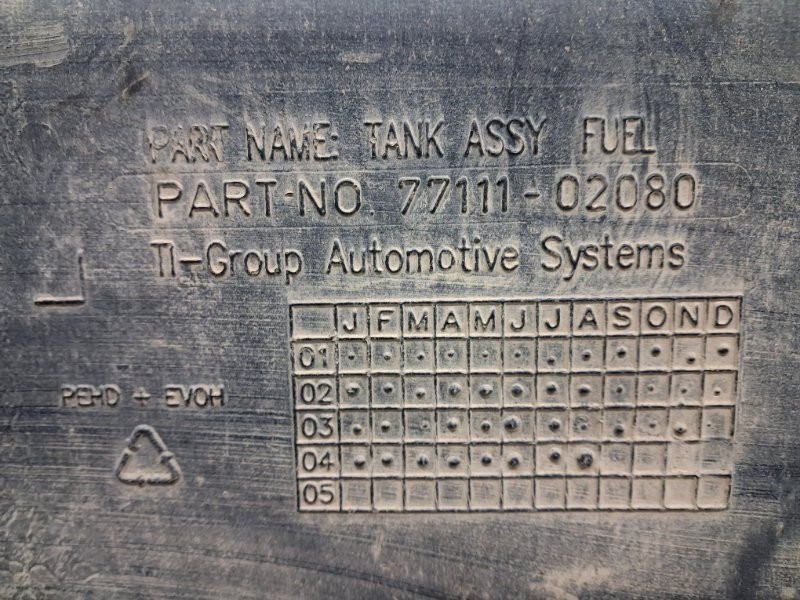 PART NAME: TANK ASSY FUEL
PART-NO. 77111-02080
TI-Group Automotive Systems
J F M A M J J A S O N D
01
02
PEHD + EVOH
03
04
05